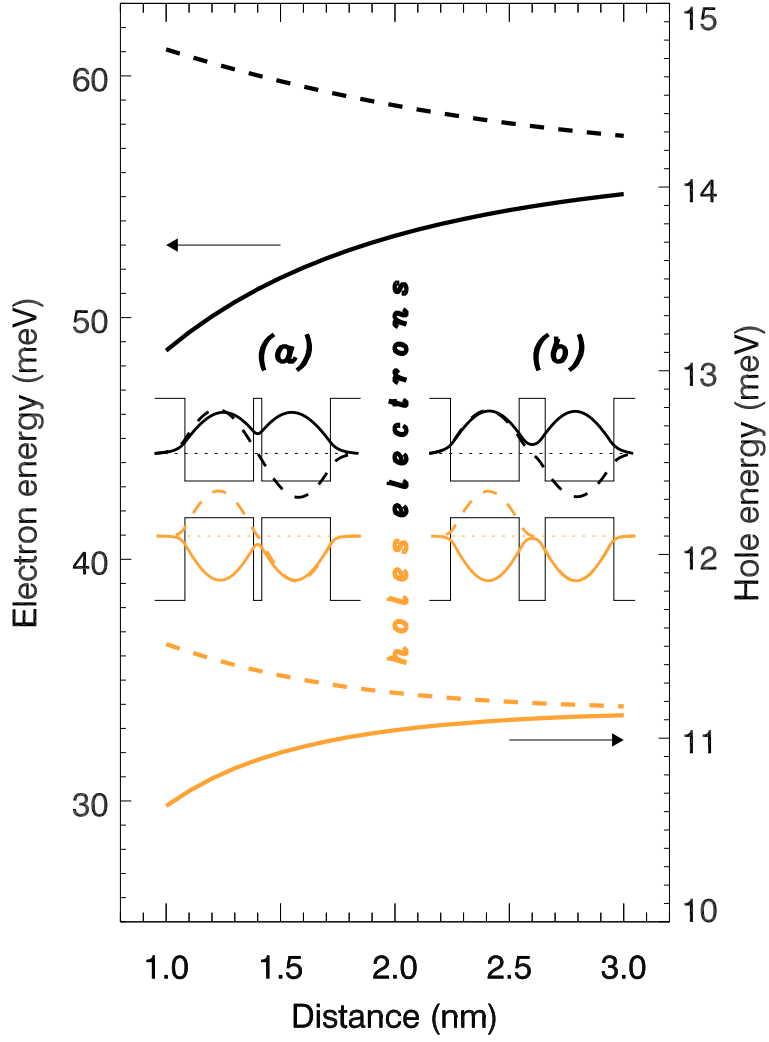 15
60
14
50
(a)
(b)
electrons
13
Electron energy (meV)
Hole energy (meV)
40
12
holes
11
30
10
1.0 1.5 2.0 2.5 3.0
Distance (nm)